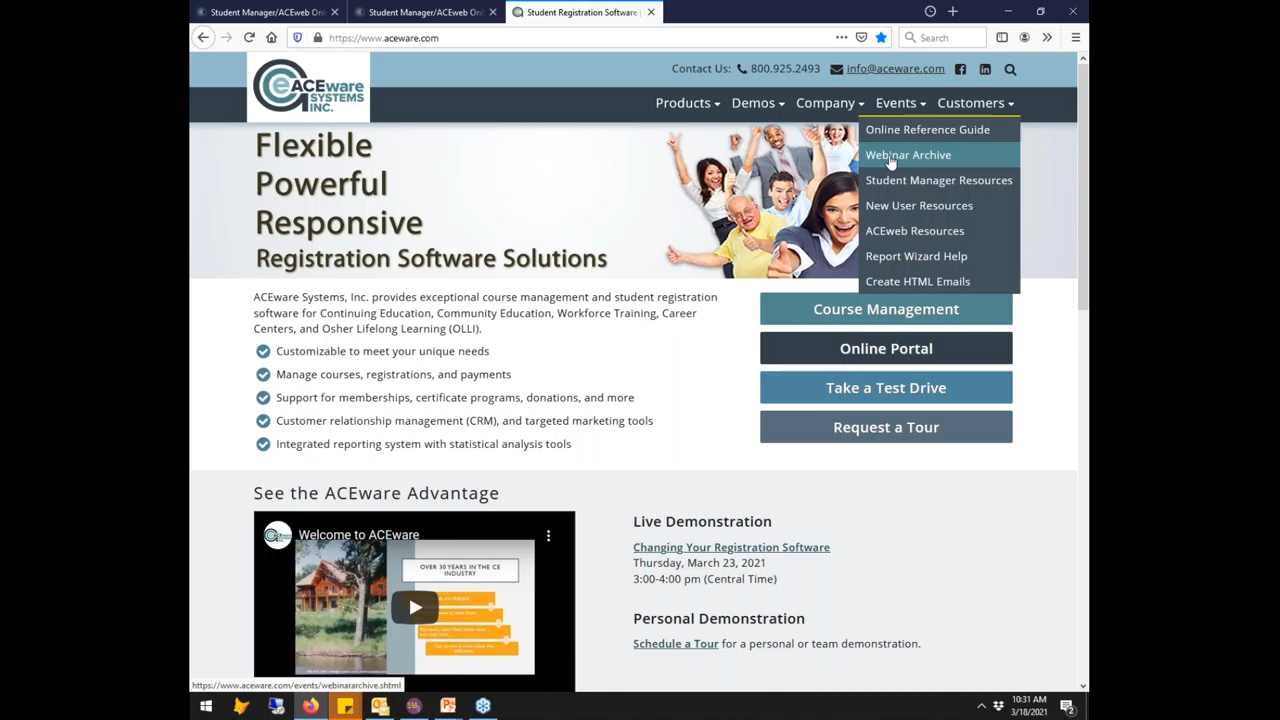 Student Manager/ACEweb Onl
Student Manager/ACEweb Onl
Student Registration Software |
https://www.aceware.com
Search
ACEware
SYSTEMS
INC.
Contact Us: 800.925.2493 info@aceware.com
Products Demos Company Events Customers
Online Reference Guide
Webinar Archive
Student Manager Resources
New User Resources
ACEweb Resources
Report Wizard Help
Create HTML Emails
Flexible
Powerful
Responsive
Registration Software Solutions
ACEware Systems, Inc. provides exceptional course management and student registration
software for Continuing Education, Community Education, Workforce Training, Career
Centers, and Osher Lifelong Learning (OLLI).
Customizable to meet your unique needs
Manage courses, registrations, and payments
Support for memberships, certificate programs, donations, and more
Customer relationship management (CRM), and targeted marketing tools
Integrated reporting system with statistical analysis tools
Course Management
Online Portal
Take a Test Drive
Request a Tour
See the ACEware Advantage
Welcome to ACEware
OVER 30 YEARS IN THE CE
INDUSTRY
Live Demonstration
Changing Your Registration Software
Thursday, March 23, 2021
3:00-4:00 pm (Central Time)
Personal Demonstration
Schedule a Tour for a personal or team demonstration.
https://www.aceware.com/events/webinararchive.shtml
10:31 AM
3/18/2021
2